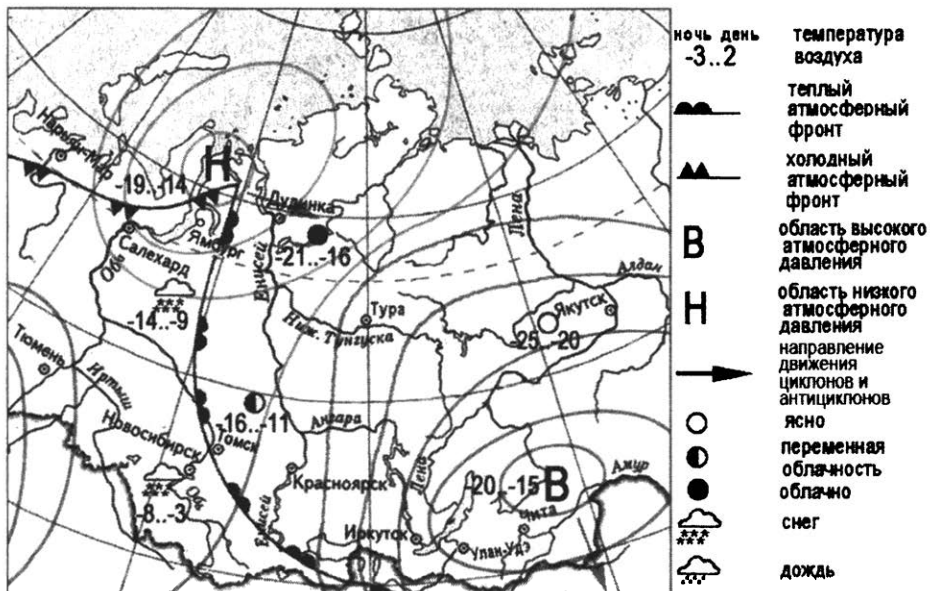 Нарьян-Мар
-19..-14
Н
Дудинка
Салехард
Ямбург
-21..-16
Обь
Енисей
Лена
Алдан
-14..-9
Тура
Ниж. Тунгуска
Якутск
-25..-20
Тюмень
Иртыш
-16..-11
Ангара
Новосибирск
Томск
Обь
-8..-3
Енисей
Красноярск
Лена
-20..-15
В
Амур
Чита
Иркутск
Улан-Удэ
ночь день
-3..2
температура
воздуха
теплый
атмосферный
фронт
холодный
атмосферный
фронт
В
область высокого
атмосферного
давления
Н
область низкого
атмосферного
давления
направление
движения
циклонов и
антициклонов
ясно
переменная
облачность
облачно
снег
дождь